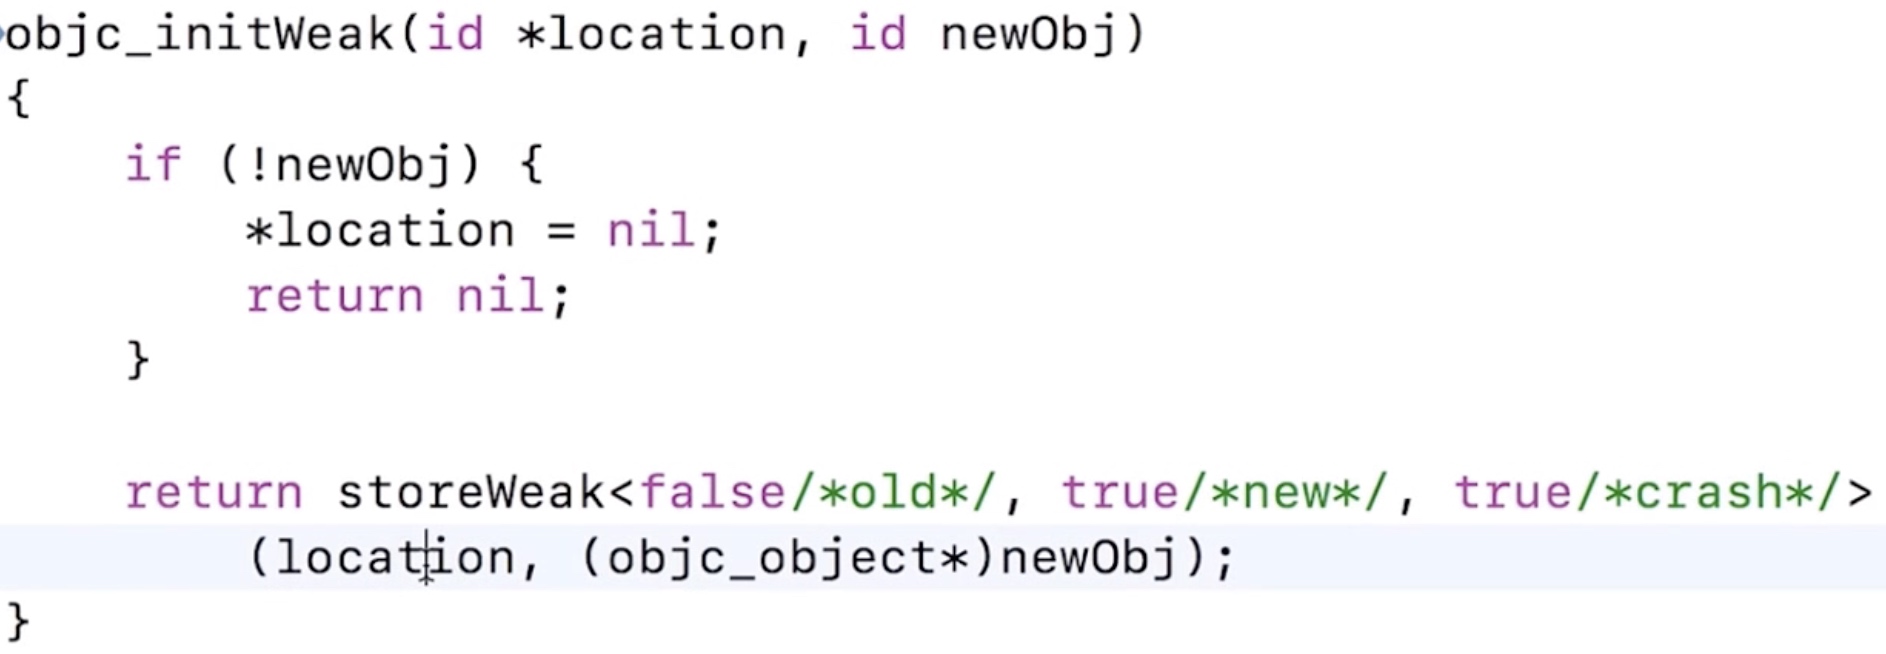 objc_initWeak(id *location, id newObj)
{
    if (!newObj) {
        *location = nil;
        return nil;
    }

    return storeWeak<false/*old*/, true/*new*/, true/*crash*/>
        (location, (objc_object*)newObj);
}